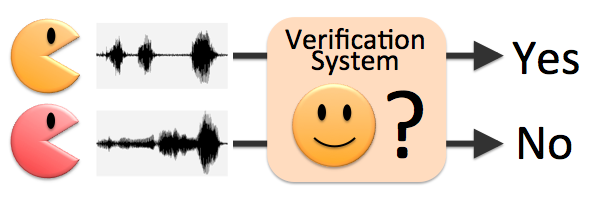 Verification
System
?
Yes
No